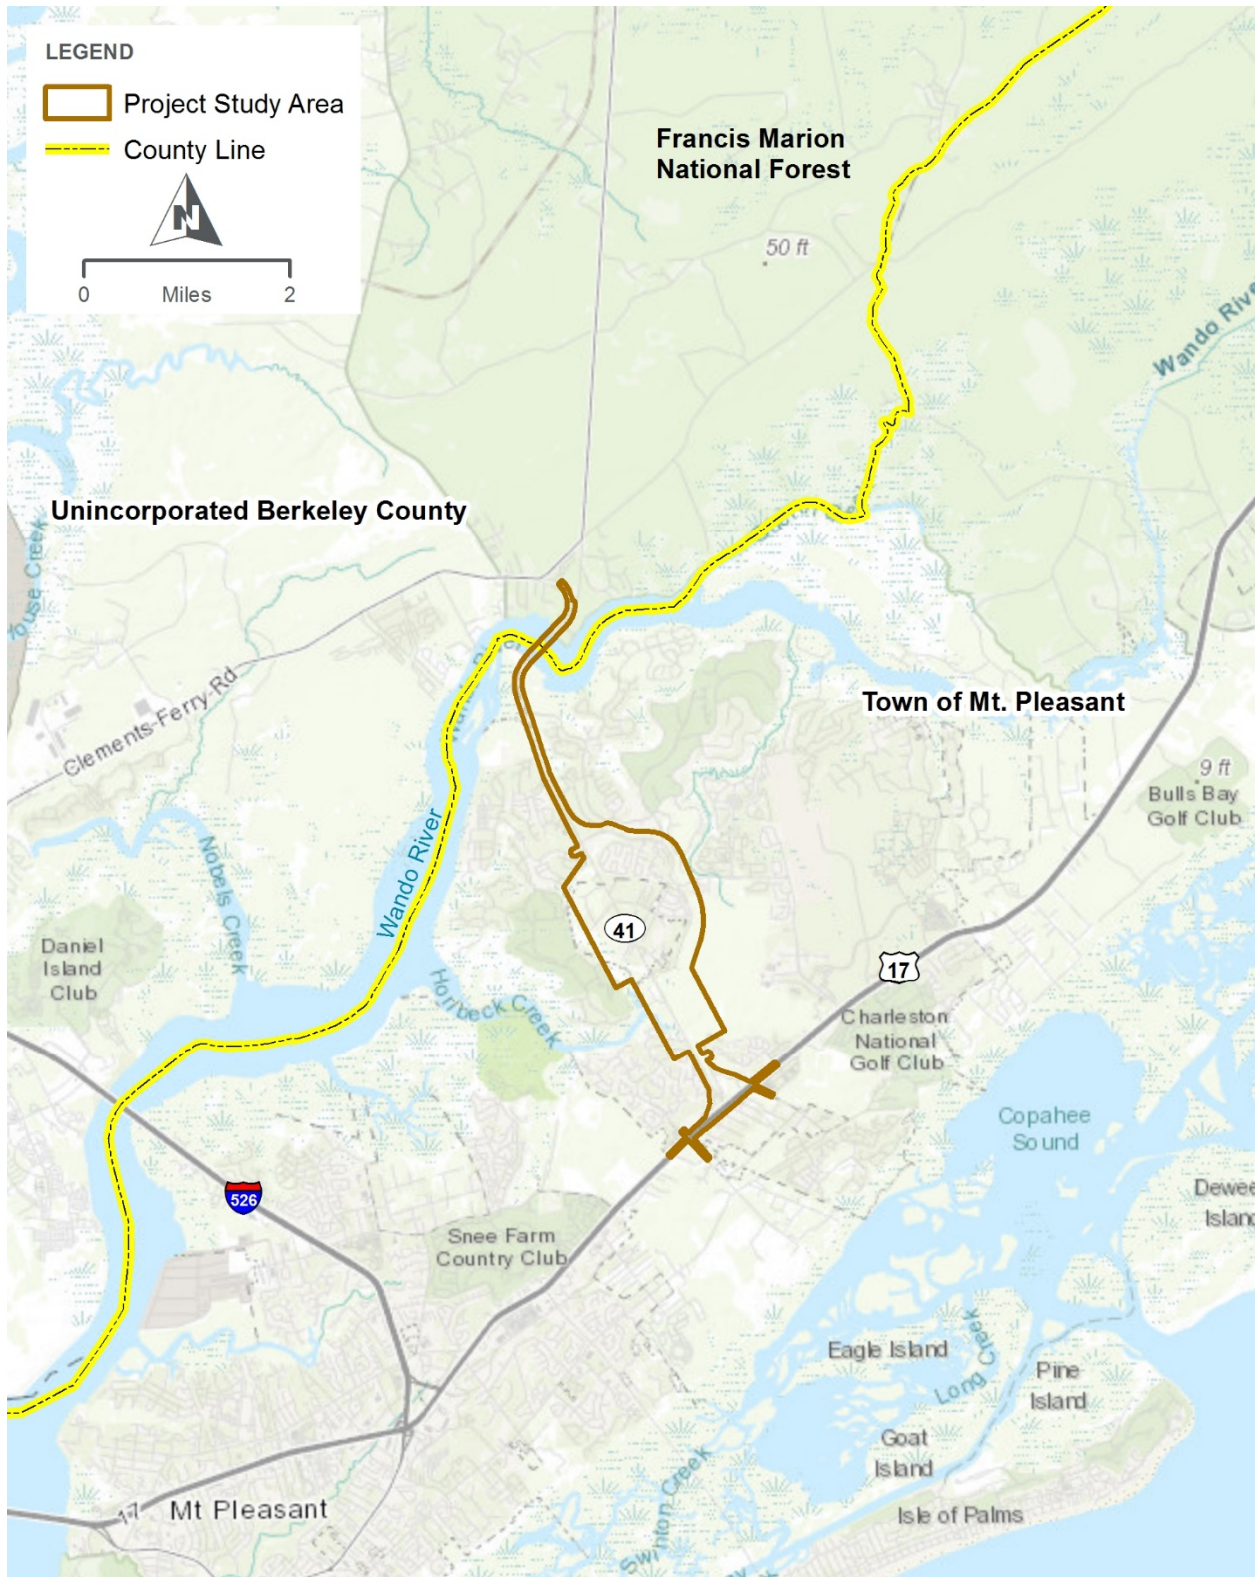 LEGEND
Project Study Area
County Line
N
0 Miles 2
Francis Marion
National Forest
50 ft
Wando River
Unincorporated Berkeley County
Clements-Ferry-Rd
Town of Mt. Pleasant
9 ft
Bulls Bay
Golf Club
Nobels Creek
Wando River
41
17
Daniel
Island
Club
Horlbeck Creek
Charleston
National
Golf Club
Copahee
Sound
526
Snee Farm
Country Club
Eagle Island
Long Creek
Pine
Island
Goat
Island
17
Mt Pleasant
Isle of Palms
Swinton Creek